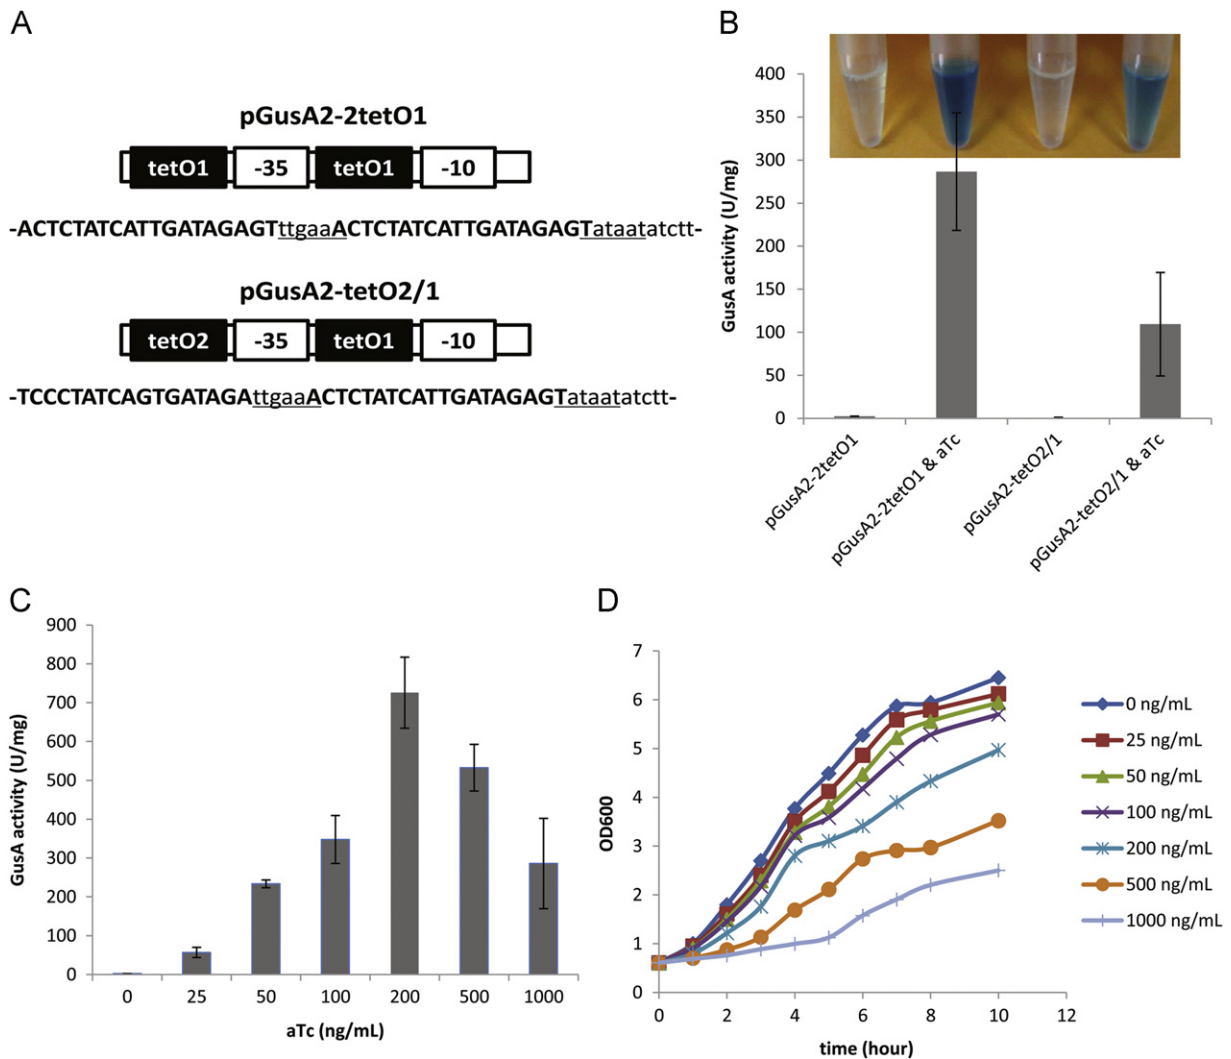 A
pGusA2-2tetO1
tetO1 -35 tetO1 -10
-ACTCTATCATTGATAGAGTttgaaACTCTATCATTGATAGAGTataatatctt-
pGusA2-tetO2/1
tetO2 -35 tetO1 -10
-TCCCTATCAGTGATAGAttgaaACTCTATCATTGATAGAGTataatatctt-
B
GusA activity (U/mg)
400
350
300
250
200
150
100
50
0
pGusA2-2tetO1
pGusA2-2tetO1 & aTc
pGusA2-tetO2/1
pGusA2-tetO2/1 & aTc
C
GusA activity (U/mg)
900
800
700
600
500
400
300
200
100
0
0 25 50 100 200 500 1000
aTc (ng/mL)
D
OD600
7
6
5
4
3
2
1
0
0 2 4 6 8 10 12
time (hour)
0 ng/mL
25 ng/mL
50 ng/mL
100 ng/mL
200 ng/mL
500 ng/mL
1000 ng/mL